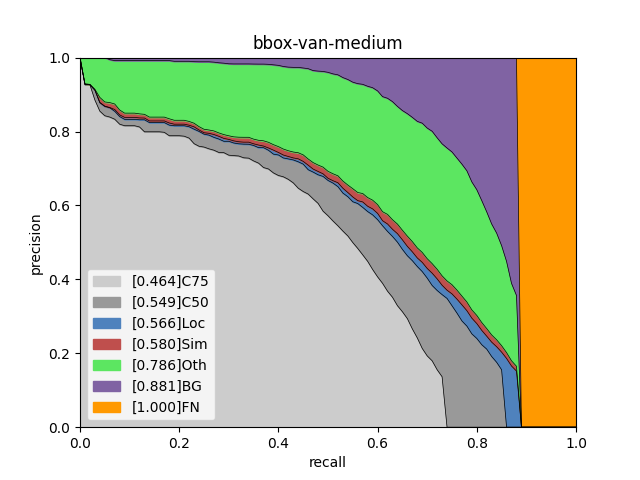 bbox-van-medium
1.0
0.8
0.6
0.4
0.2
0.0
precision
[0.464]C75
[0.549]C50
[0.566]Loc
[0.580]Sim
[0.786]Oth
[0.881]BG
[1.000]FN
0.0 0.2 0.4 0.6 0.8 1.0
recall